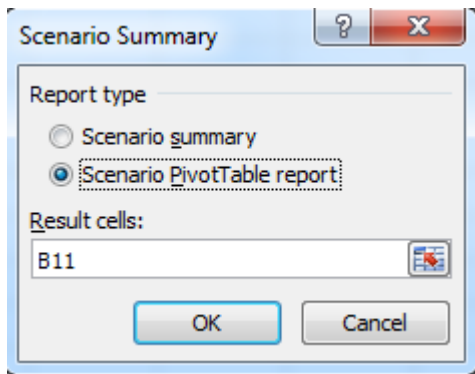 Scenario Summary ?
Report type
Scenario summary
Scenario PivotTable report
Result cells:
B11
OK Cancel